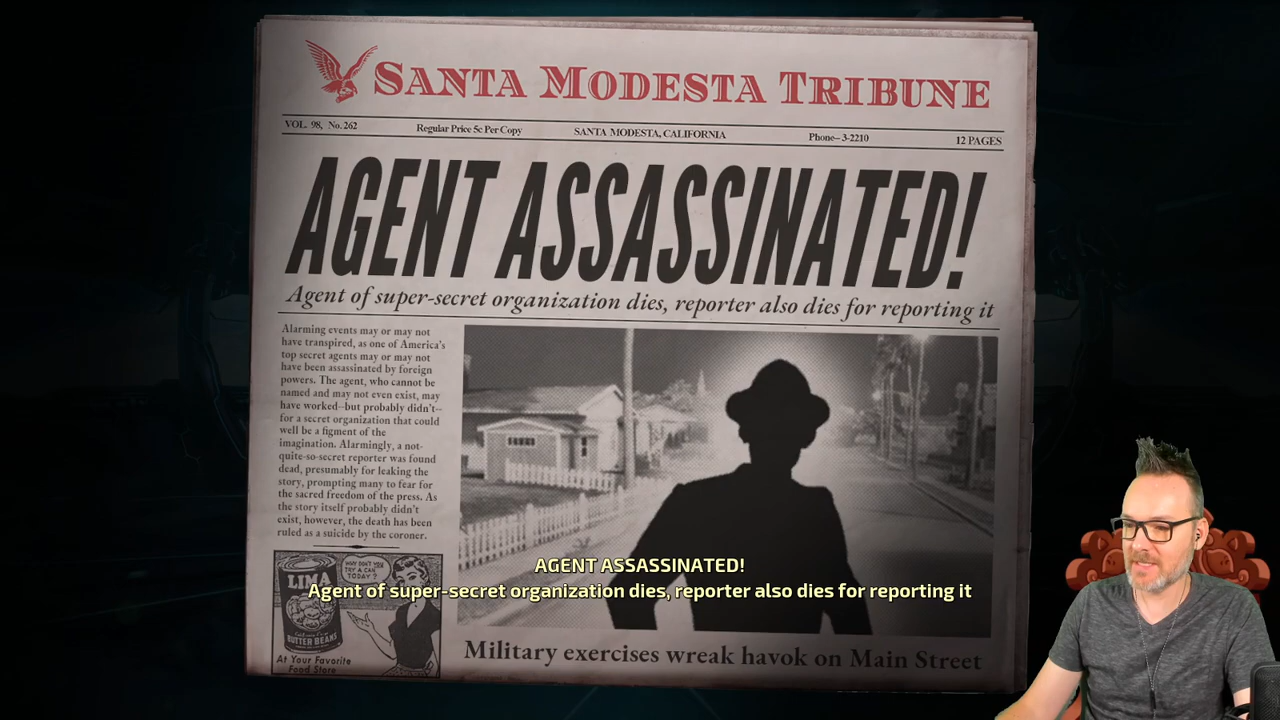 SANTA MODESTA TRIBUNE
VOL. 98, No. 262
Regular Price 5c Per Copy
SANTA MODESTA, CALIFORNIA
Phone–3-2210
12 PAGES
AGENT ASSASSINATED!
Agent of super-secret organization dies, reporter also dies for reporting it
Alarming events may or may not
have transpired, as one of America's
top secret agents may or may not
have been assassinated by foreign
powers. The agent, who cannot be
named and may not even exist, may
have worked--but probably didn't--
for a secret organization that could
well be a figment of the
imagination. Alarmingly, a not-
quite-so-secret reporter was found
dead, presumably for leaking the
story, prompting many to fear for
the sacred freedom of the press. As
the story itself probably didn't
exist, however, the death has been
ruled as a suicide by the coroner.
WHY DON'T YOU
TRY A CAN
TODAY?
LIMA
BUTTER BEANS
At Your Favorite
Food Store
AGENT ASSASSINATED!
Agent of super-secret organization dies, reporter also dies for reporting it
Military exercises wreak havok on Main Street